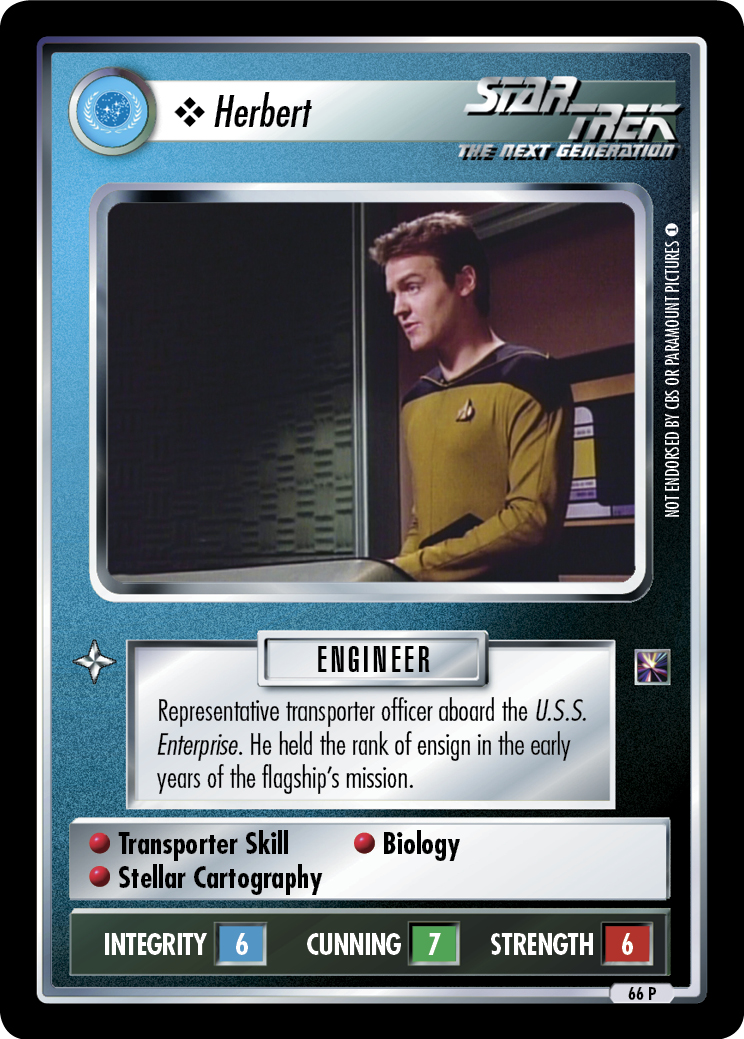 ❖ Herbert
STAR TREK
THE NEXT GENERATION
NOT ENDORSED BY CBS OR PARAMOUNT PICTURES 1
ENGINEER
Representative transporter officer aboard the U.S.S.
Enterprise. He held the rank of ensign in the early
years of the flagship's mission.
Transporter Skill Biology
Stellar Cartography
INTEGRITY 6 CUNNING 7 STRENGTH 6
66 P